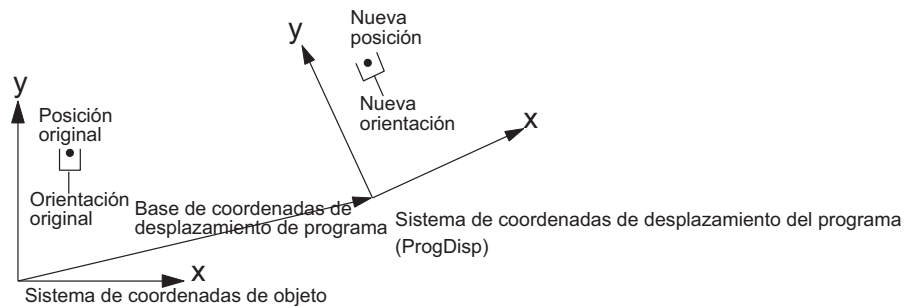 Nueva
posición
y
Nueva
orientación
x
y
Posición
original
Orientación
original
Base de coordenadas de
desplazamiento de programa
Sistema de coordenadas de desplazamiento del programa
(ProgDisp)
x
Sistema de coordenadas de objeto